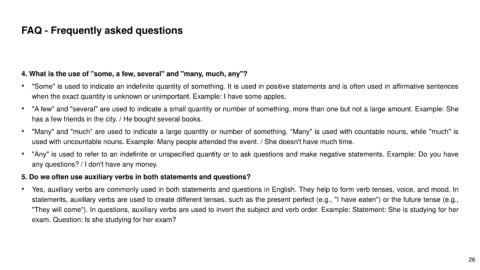 FAQ - Frequently asked questions
4. What is the use of "some, a few, several" and "many, much, any"?
• "Some" is used to indicate an indefinite quantity of something. It is used in positive statements and is often used in affirmative sentences
when the exact quantity is unknown or unimportant. Example: I have some apples.
• "A few" and "several" are used to indicate a small quantity or number of something, more than one but not a large amount. Example: She
has a few friends in the city. / He bought several books.
• "Many" and "much" are used to indicate a large quantity or number of something. "Many" is used with countable nouns, while "much" is
used with uncountable nouns. Example: Many people attended the event. / She doesn't have much time.
• "Any" is used to refer to an indefinite or unspecified quantity or to ask questions and make negative statements. Example: Do you have
any questions? / I don't have any money.
5. Do we often use auxiliary verbs in both statements and questions?
• Yes, auxiliary verbs are commonly used in both statements and questions in English. They help to form verb tenses, voice, and mood. In
statements, auxiliary verbs are used to create different tenses, such as the present perfect (e.g., "I have eaten") or the future tense (e.g.,
"They will come"). In questions, auxiliary verbs are used to invert the subject and verb order. Example: Statement: She is studying for her
exam. Question: Is she studying for her exam?
26